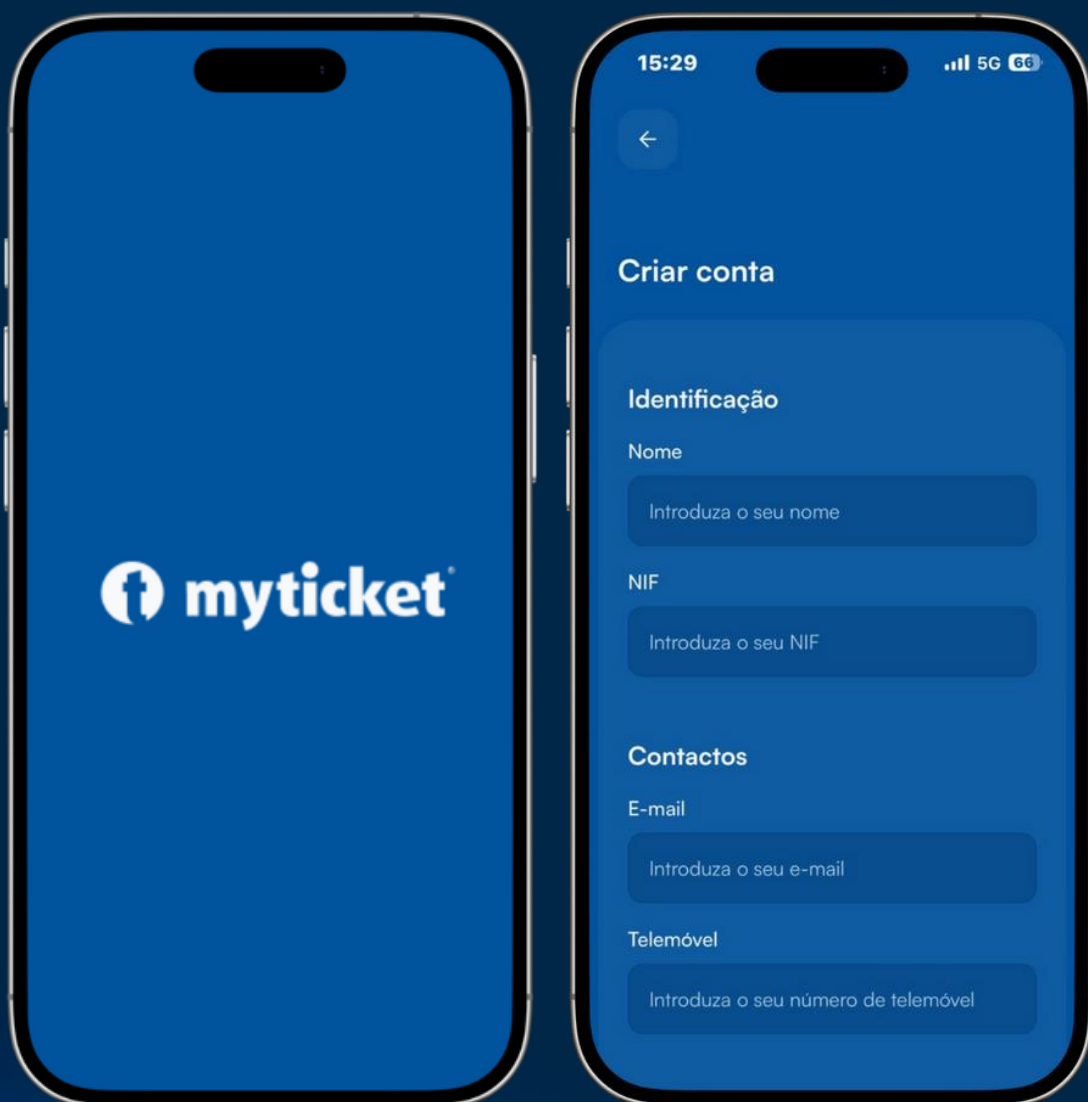 myticket®
15:29
5G 66
Criar conta
Identificação
Nome
Introduza o seu nome
NIF
Introduza o seu NIF
Contactos
E-mail
Introduza o seu e-mail
Telemóvel
Introduza o seu número de telemóvel